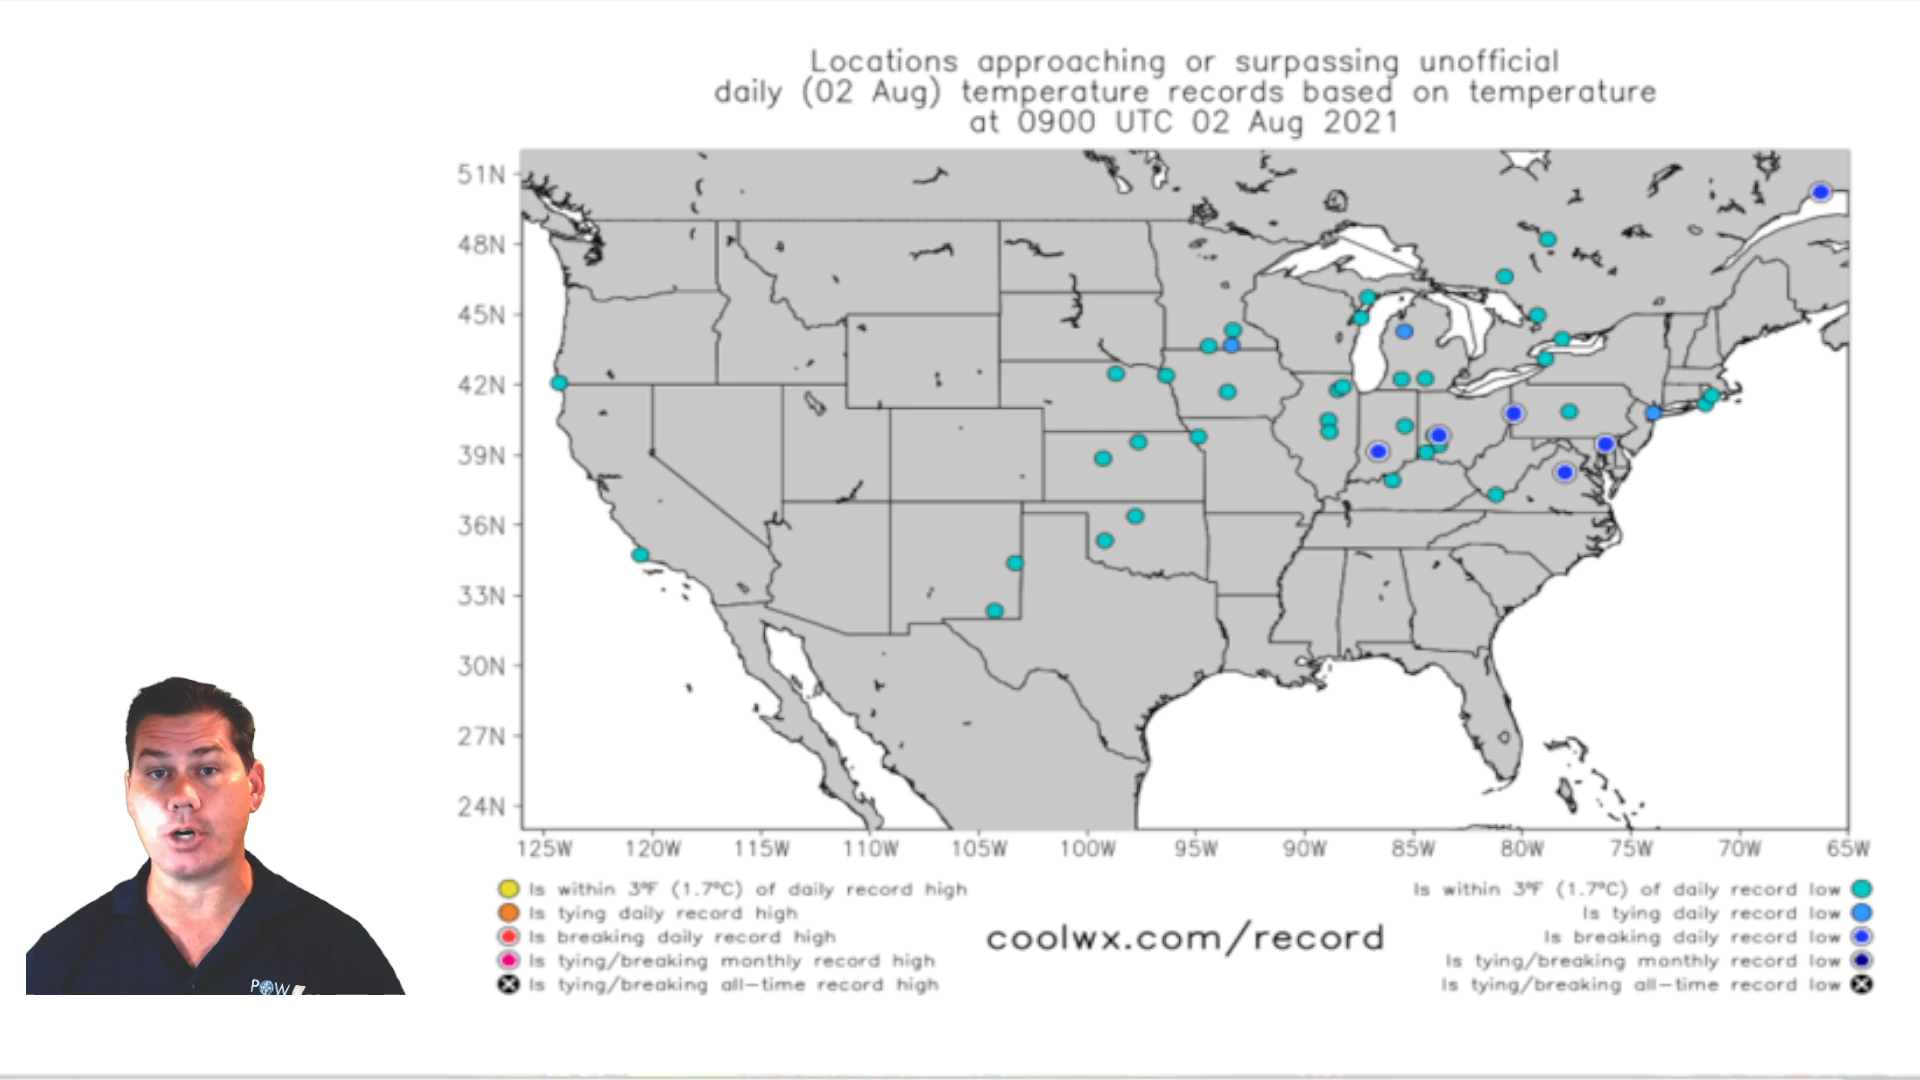 Locations approaching or surpassing unofficial
daily (02 Aug) temperature records based on temperature
at 0900 UTC 02 Aug 2021
51N
48N
45N
42N
39N
36N
33N
30N
27N
24N
125W 120W 115W 110W 105W 100W 95W 90W 85W 80W 75W 70W 65W
Is within 3°F (1.7°C) of daily record high
Is tying daily record high
Is breaking daily record high
Is tying/breaking monthly record high
Is tying/breaking all-time record high
coolwx.com/record
Is within 3°F (1.7°C) of daily record low
Is tying daily record low
Is breaking daily record low
Is tying/breaking monthly record low
Is tying/breaking all-time record low
POW